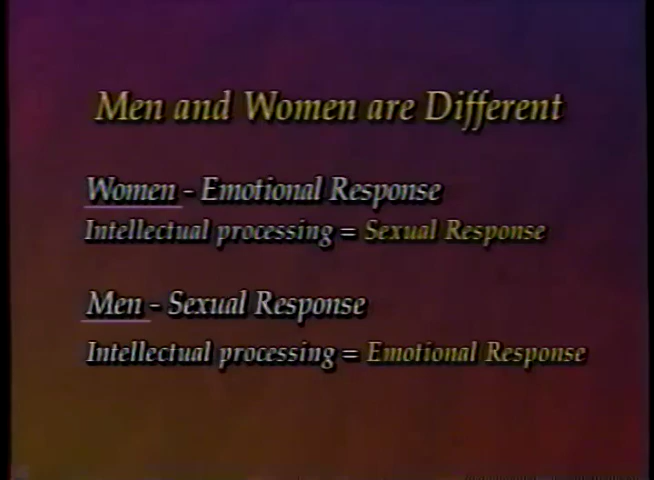 Men and Women are Different
Women - Emotional Response
Intellectual processing = Sexual Response
Men - Sexual Response
Intellectual processing = Emotional Response